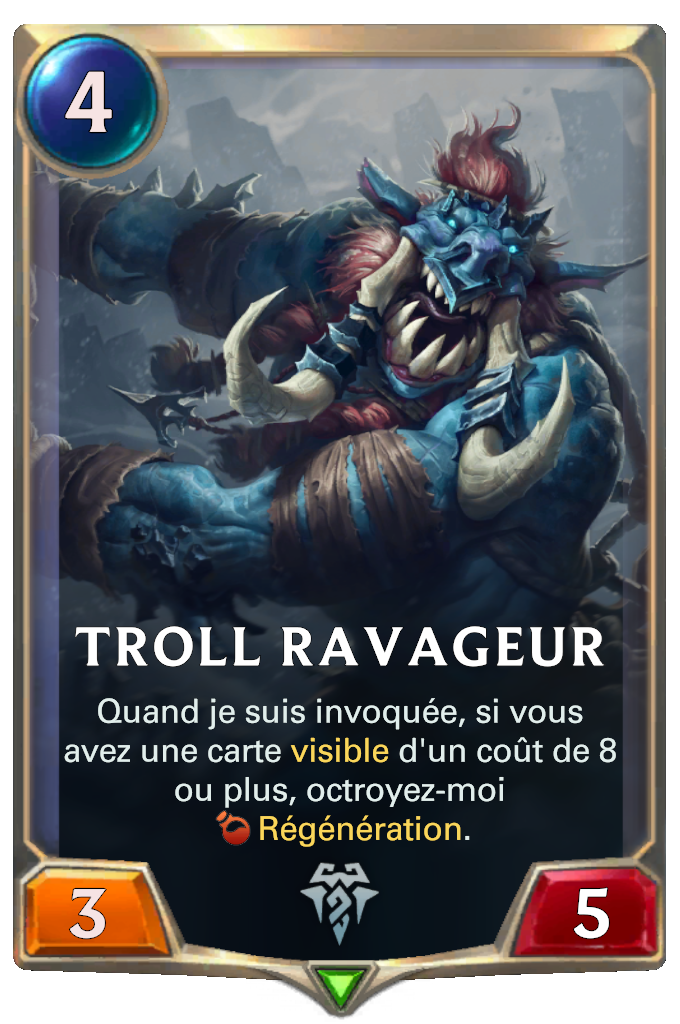 4
TROLL RAVAGEUR
Quand je suis invoquée, si vous
avez une carte visible d'un coût de 8
ou plus, octroyez-moi
Régénération.
3
5